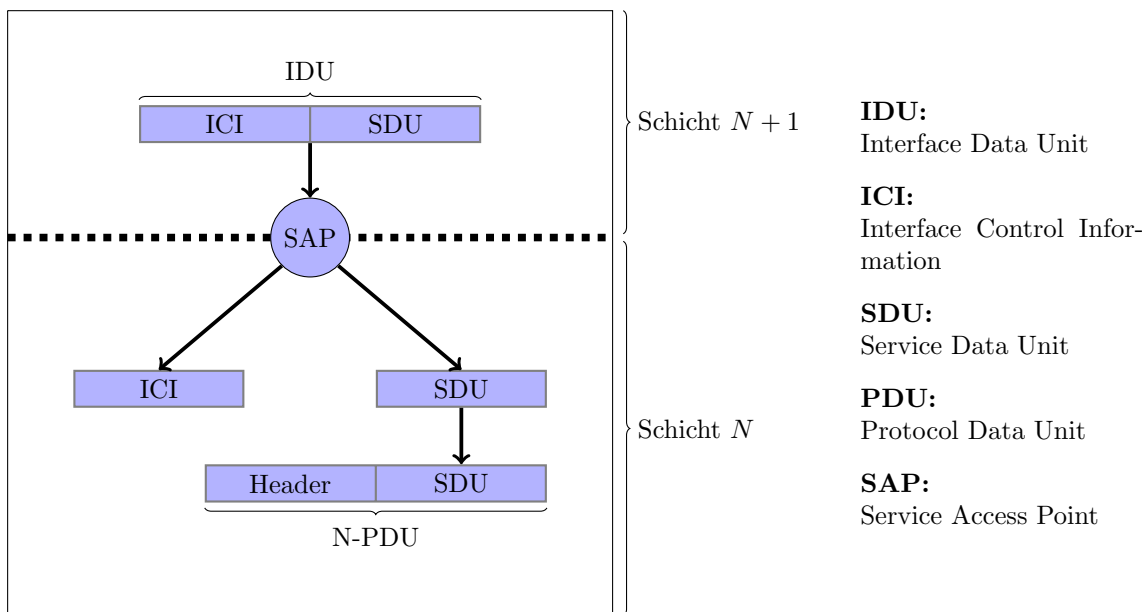 IDU
ICI SDU
SAP
ICI SDU
Header SDU
N-PDU
Schicht N + 1
Schicht N
IDU:
Interface Data Unit
ICI:
Interface Control Infor-
mation
SDU:
Service Data Unit
PDU:
Protocol Data Unit
SAP:
Service Access Point